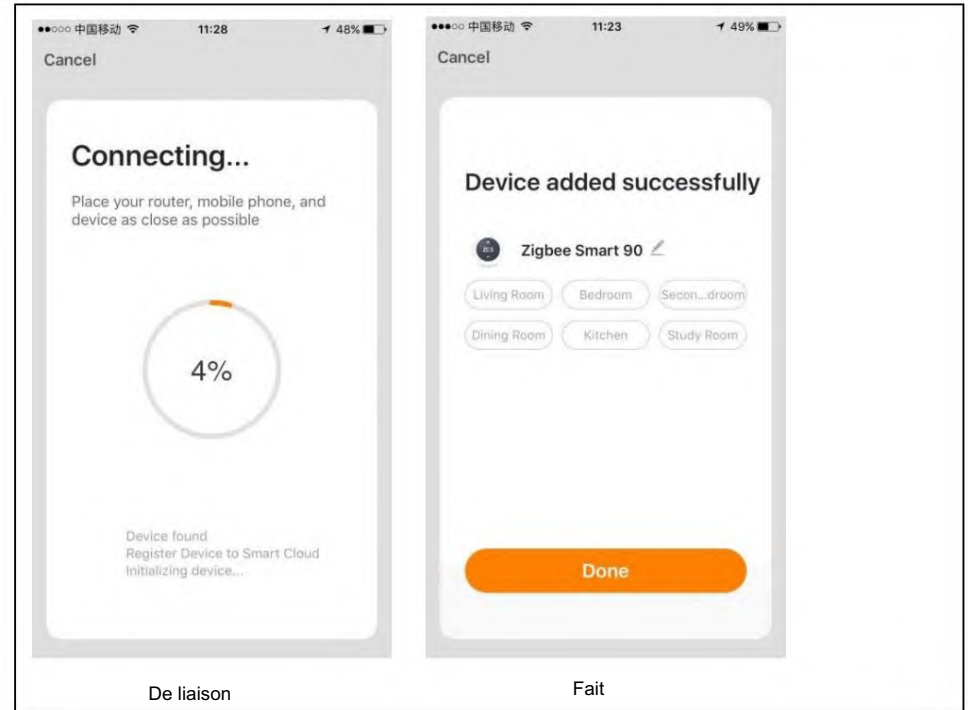 中国移动 11:28 48%
Cancel
Connecting...
Place your router, mobile phone, and
device as close as possible
4%
Device found
Register Device to Smart Cloud
Initializing device...
De liaison
中国移动 11:23 49%
Cancel
Device added successfully
Zigbee Smart 90
Living Room Bedroom Secon...droom
Dining Room Kitchen Study Room
Done
Fait